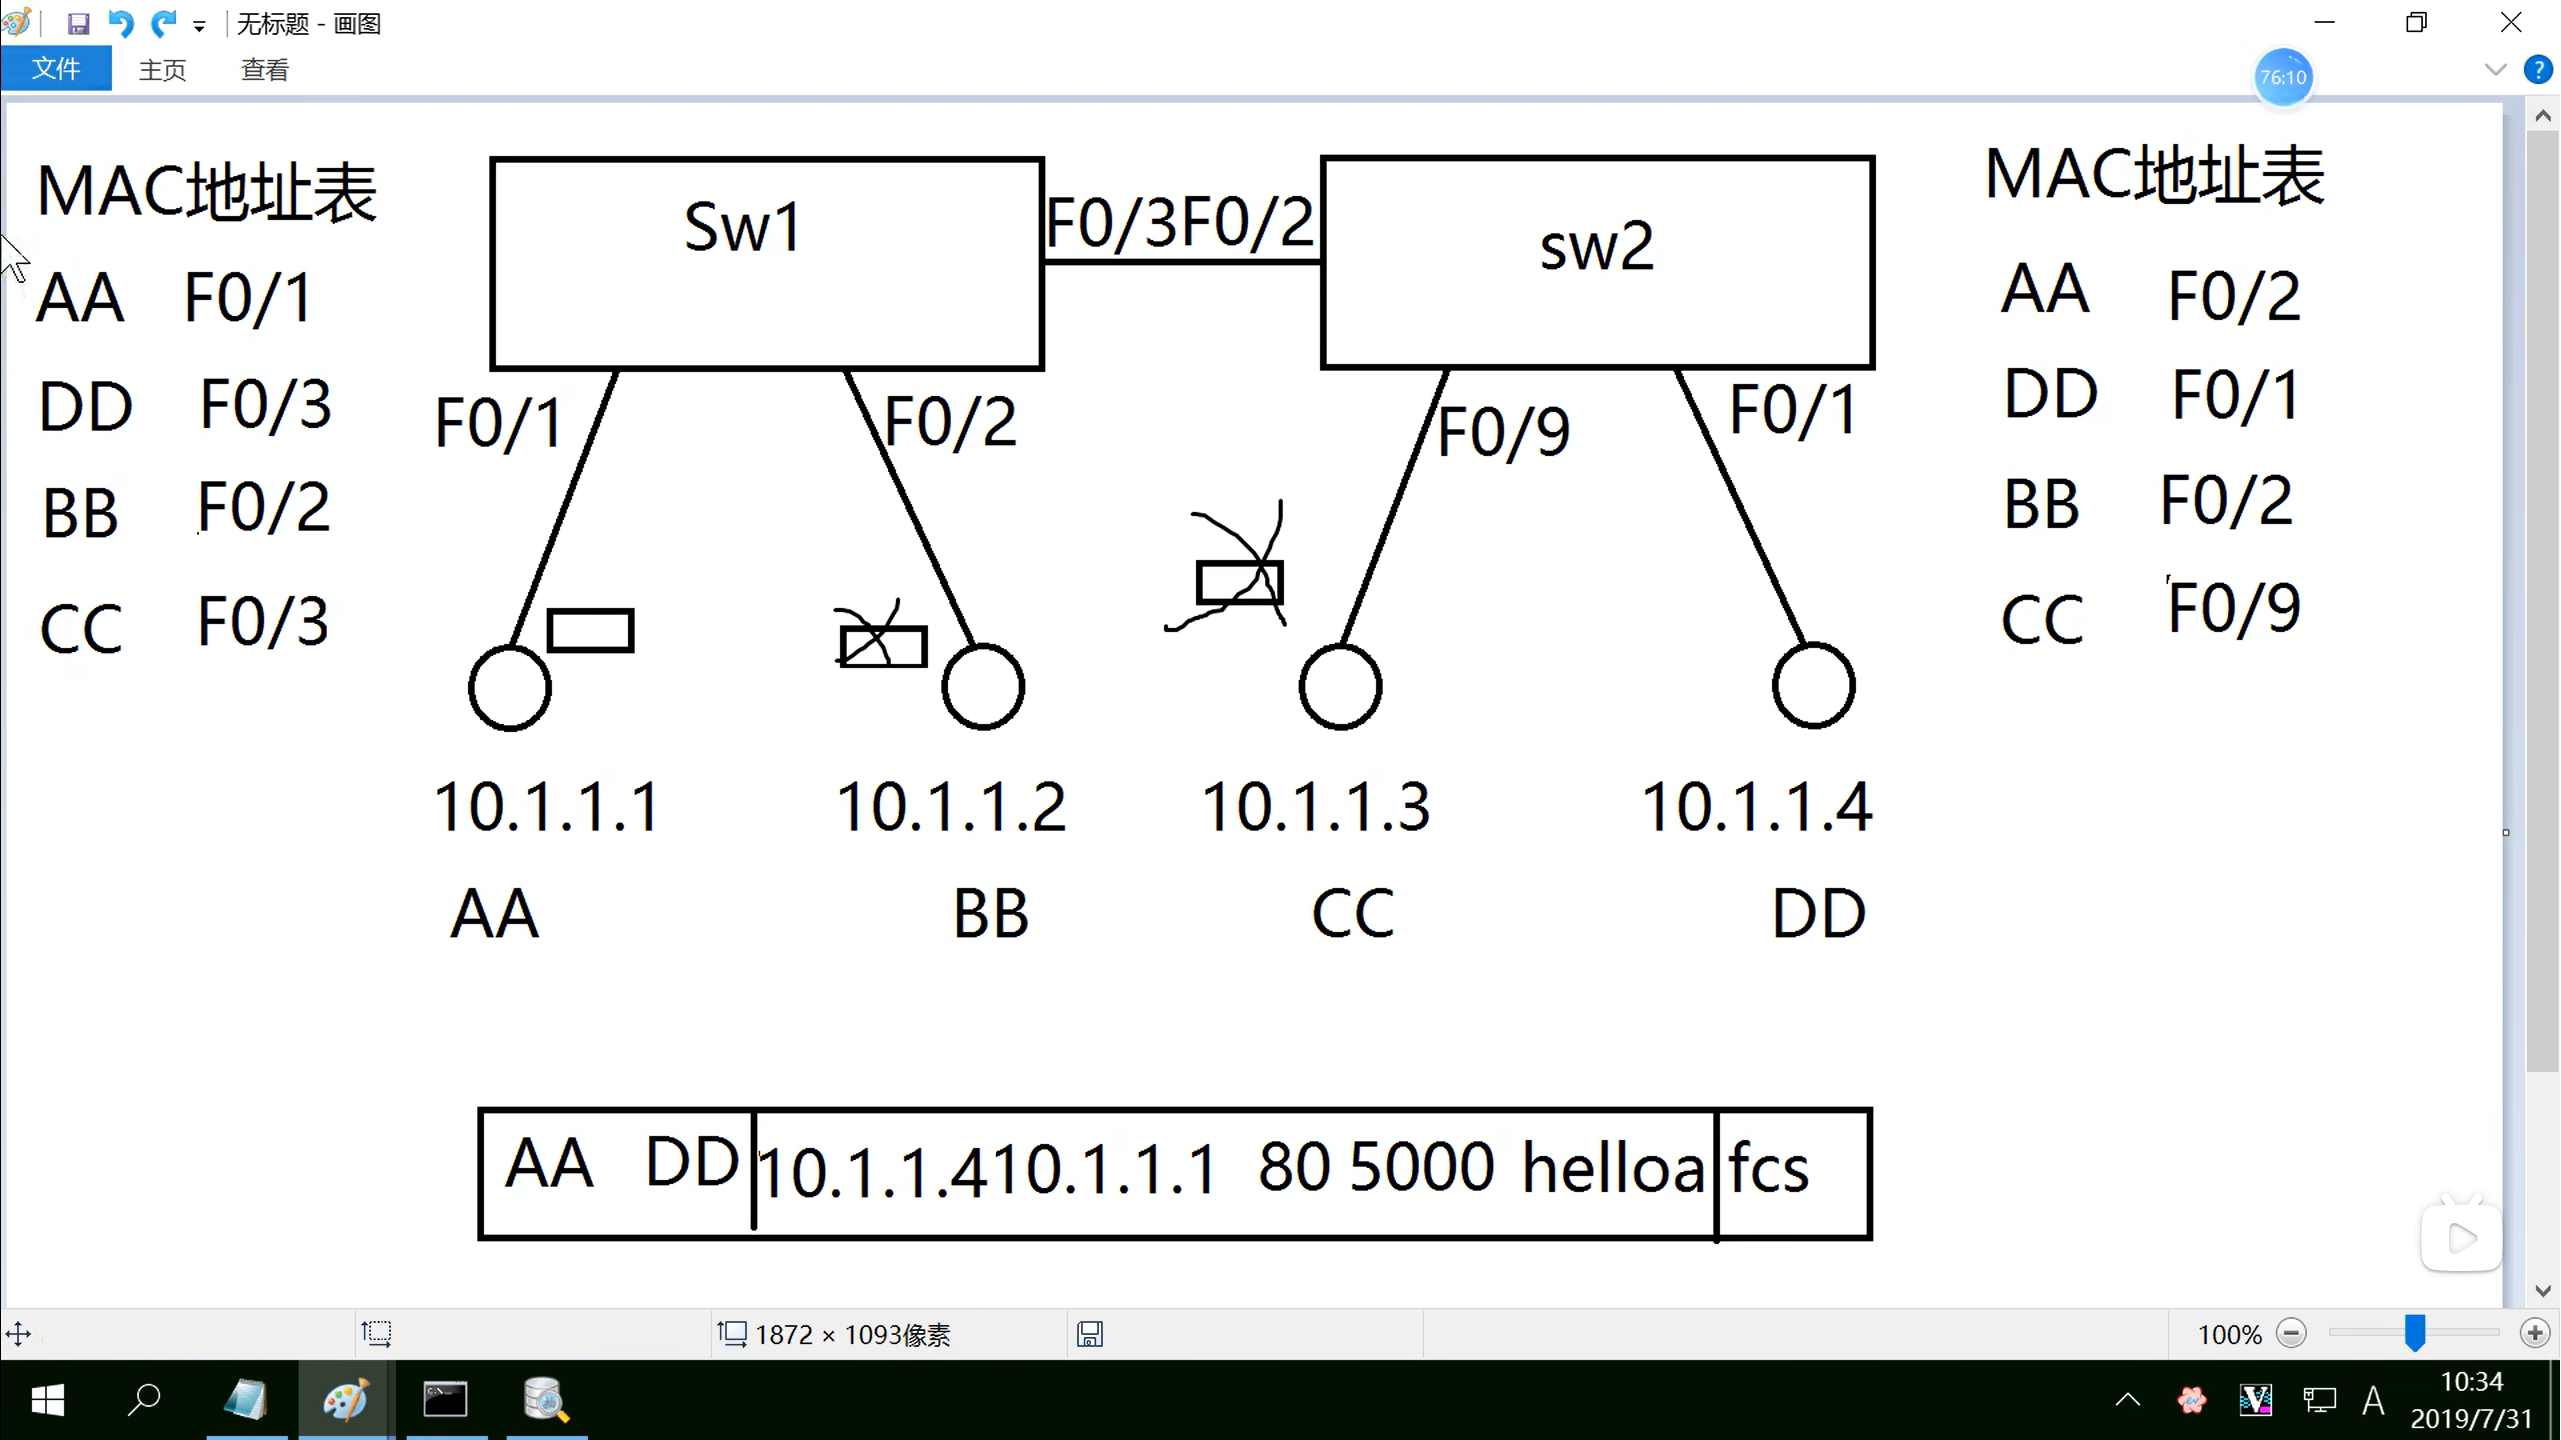 无标题 - 画图
文件 主页 查看
76:10
MAC地址表
AA F0/1
DD F0/3
BB F0/2
CC F0/3
Sw1
F0/3F0/2
sw2
F0/1
F0/2
F0/9
F0/1
MAC地址表
AA F0/2
DD F0/1
BB F0/2
CC F0/9
10.1.1.1 10.1.1.2 10.1.1.3 10.1.1.4
AA BB CC DD
AA DD 10.1.1.410.1.1.1 80 5000 helloa fcs
1872 × 1093像素
100%
A
10:34
2019/7/31